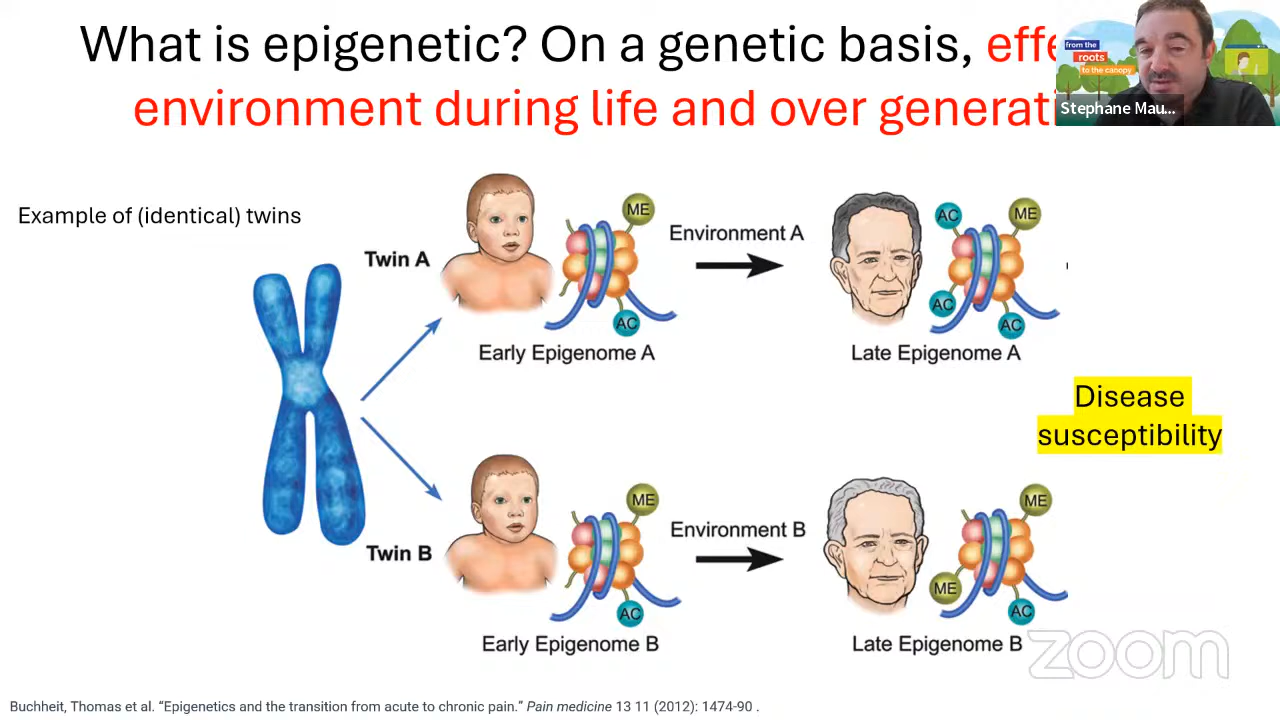 What is epigenetic? On a genetic basis,
environment during life and over
from the
roots
to the canopy
Stephane Mau...
Example of (identical) twins
ME
AC
ME
Environment A
Twin A
AC
AC
AC
Early Epigenome A
Late Epigenome A
Disease
susceptibility
ME
ME
Environment B
Twin B
ME
AC
AC
Early Epigenome B
Late Epigenome B
zoom
Buchheit, Thomas et al. “Epigenetics and the transition from acute to chronic pain.” Pain medicine 13 11 (2012): 1474-90 .